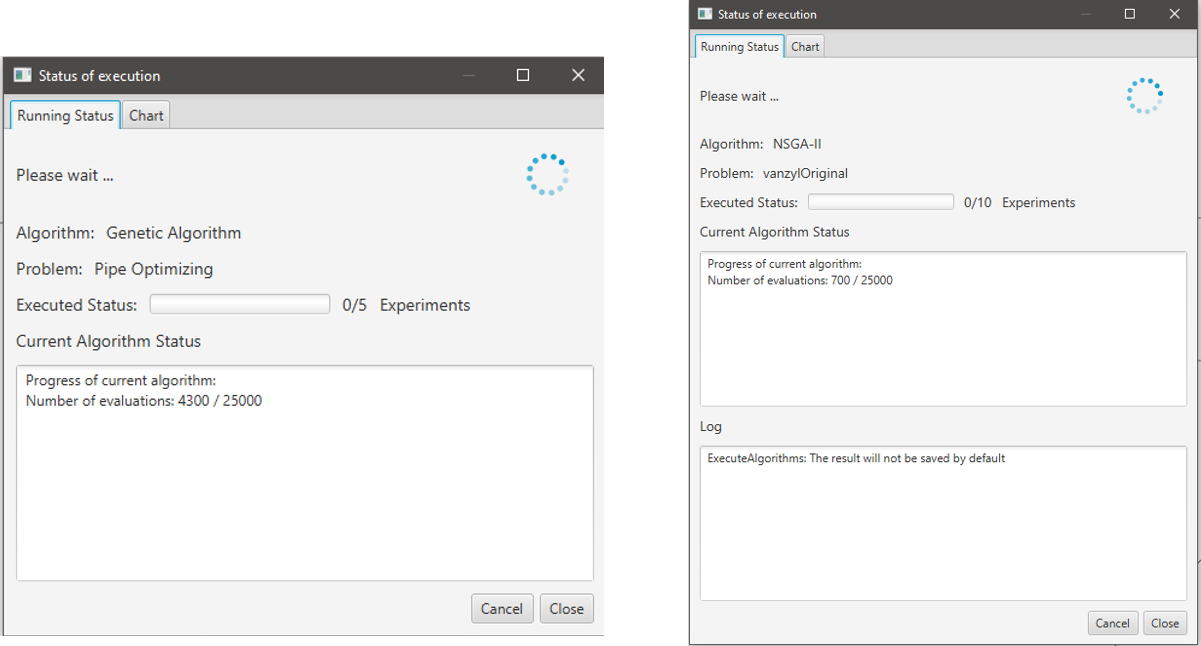 Status of execution
Running Status Chart
Please wait ...
Algorithm: Genetic Algorithm
Problem: Pipe Optimizing
Executed Status: 0/5 Experiments
Current Algorithm Status
Progress of current algorithm:
Number of evaluations: 4300 / 25000
Cancel Close
Status of execution
Running Status Chart
Please wait ...
Algorithm: NSGA-II
Problem: vanzylOriginal
Executed Status: 0/10 Experiments
Current Algorithm Status
Progress of current algorithm:
Number of evaluations: 700 / 25000
Log
ExecuteAlgorithms: The result will not be saved by default
Cancel Close